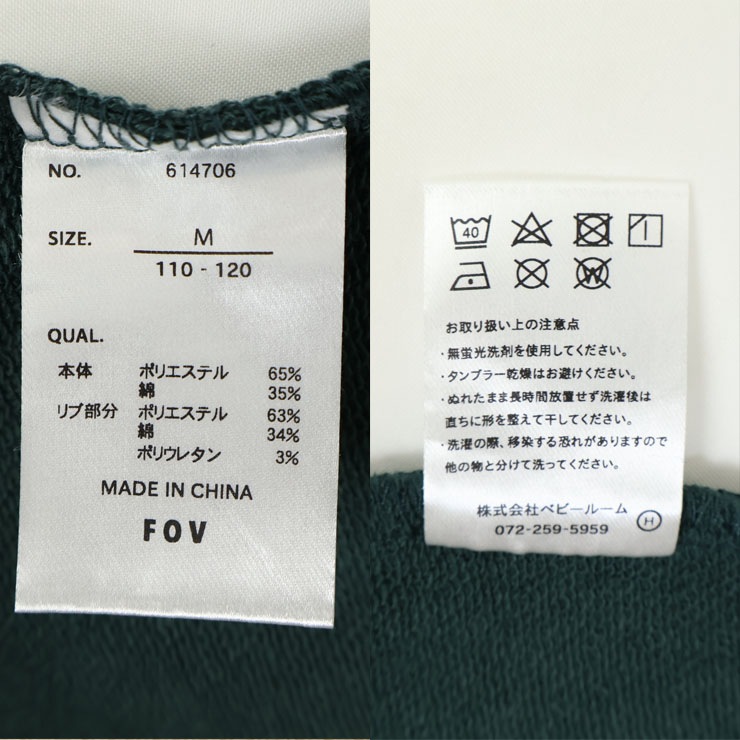 NO. 614706
SIZE. M
110 - 120
QUAL.
本体 ポリエステル 65%
綿 35%
リブ部分 ポリエステル 63%
綿 34%
ポリウレタン 3%
MADE IN CHINA
FOV
40
W
お取り扱い上の注意点
・無蛍光洗剤を使用してください。
・タンブラー乾燥はお避けください。
・ぬれたまま長時間放置せず洗濯後は
直ちに形を整えて干してください。
・洗濯の際、移染する恐れがありますので
他の物と分けて洗ってください。
株式会社ベビールーム
072-259-5959
H